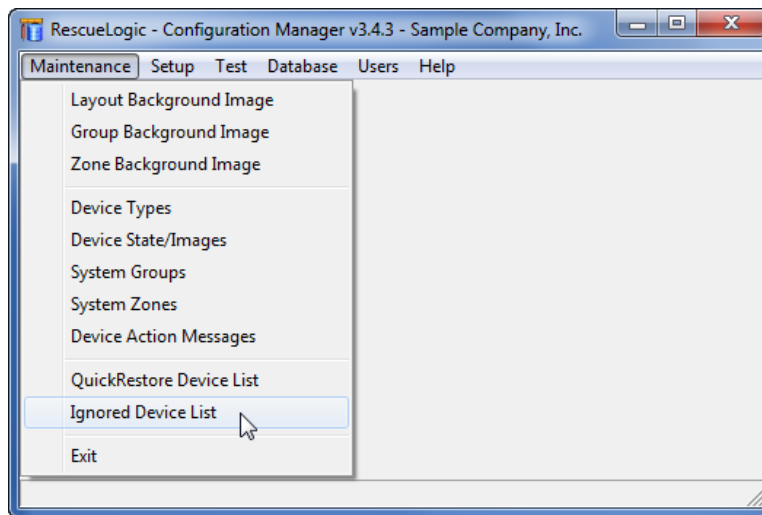 RescueLogic - Configuration Manager v3.4.3 - Sample Company, Inc.
Maintenance Setup Test Database Users Help
Layout Background Image
Group Background Image
Zone Background Image
Device Types
Device State/Images
System Groups
System Zones
Device Action Messages
QuickRestore Device List
Ignored Device List
Exit